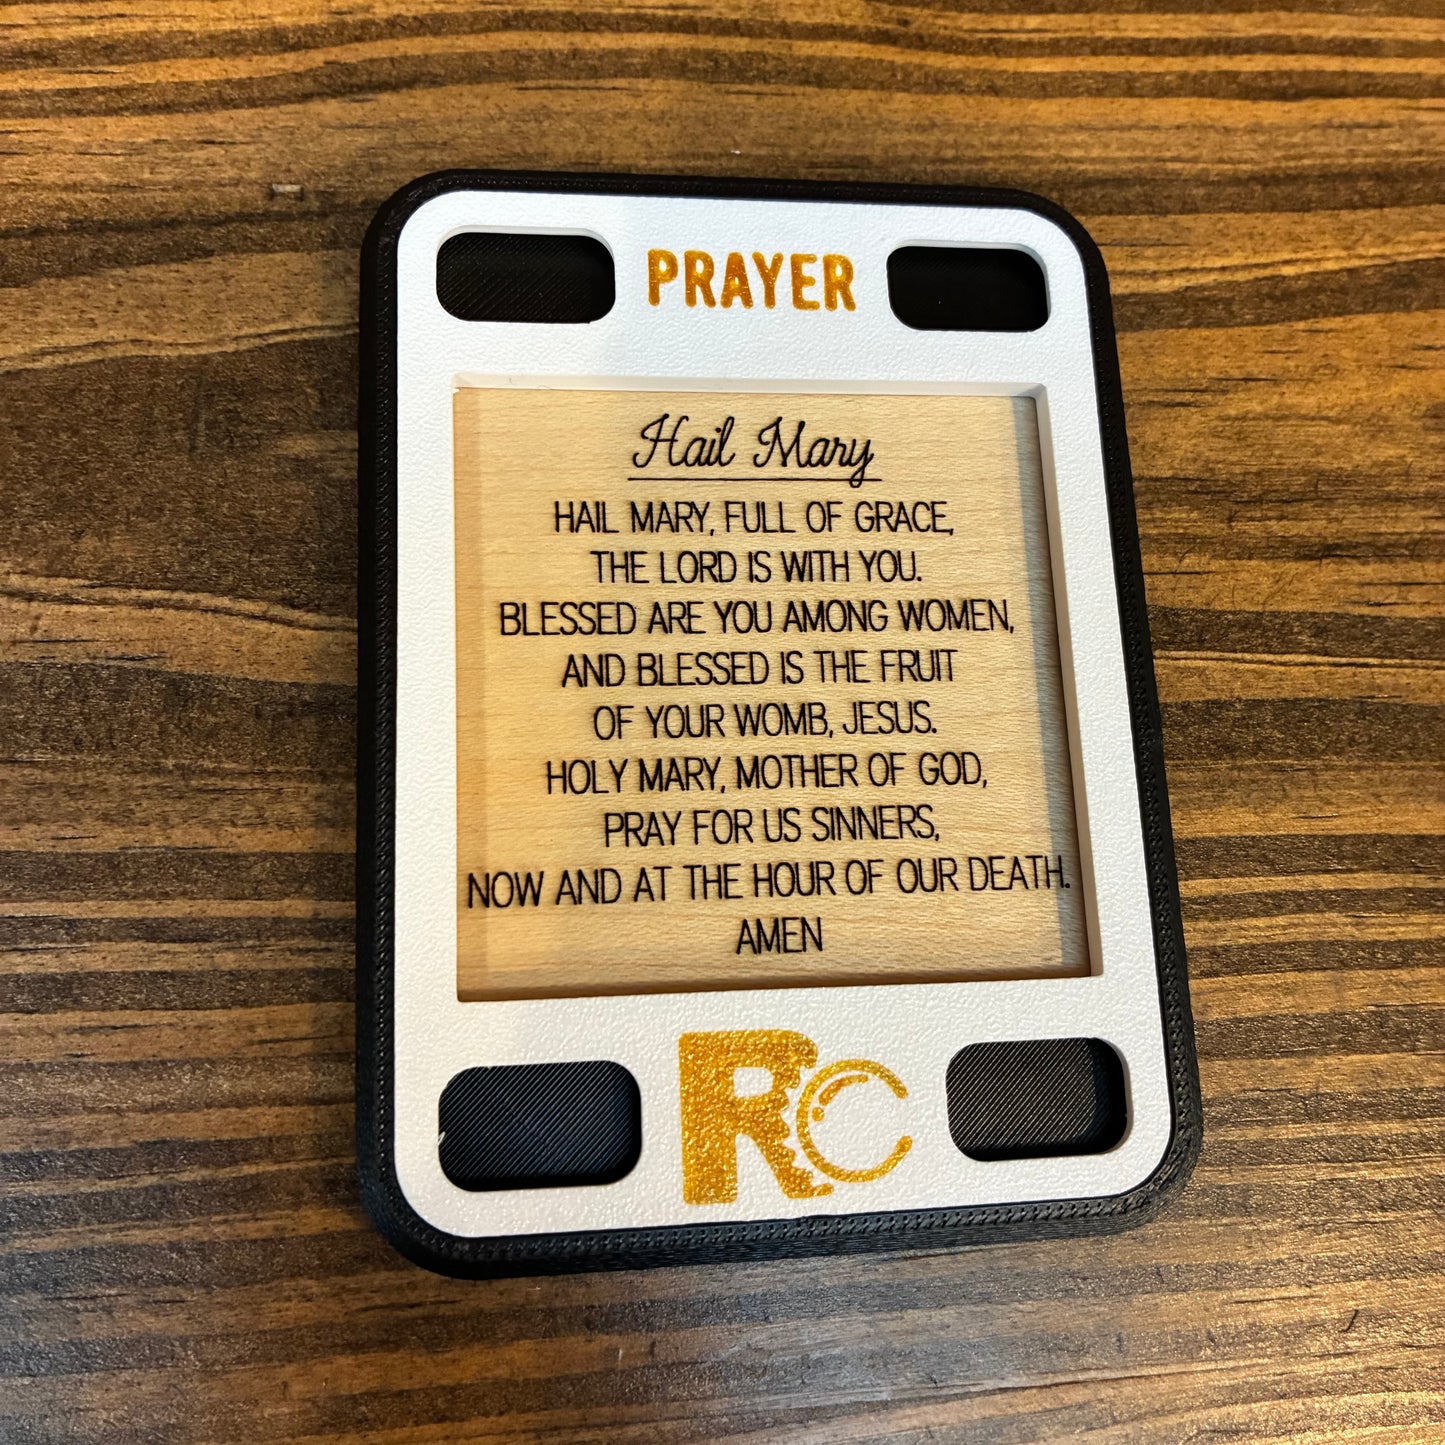 PRAYER
Hail Mary
HAIL MARY, FULL OF GRACE,
THE LORD IS WITH YOU.
BLESSED ARE YOU AMONG WOMEN,
AND BLESSED IS THE FRUIT
OF YOUR WOMB, JESUS.
HOLY MARY, MOTHER OF GOD,
PRAY FOR US SINNERS,
NOW AND AT THE HOUR OF OUR DEATH.
AMEN
RC